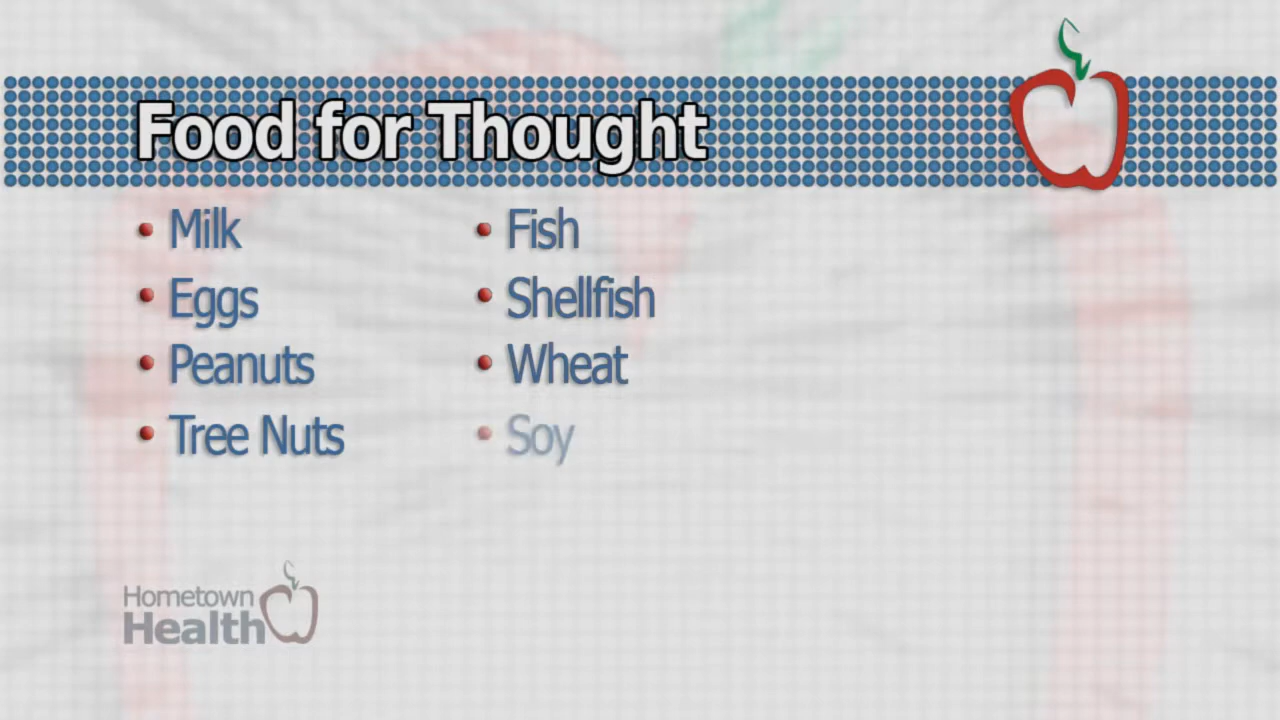 Food for Thought
Milk
Eggs
Peanuts
Tree Nuts
Fish
Shellfish
Wheat
Soy
Hometown
Health